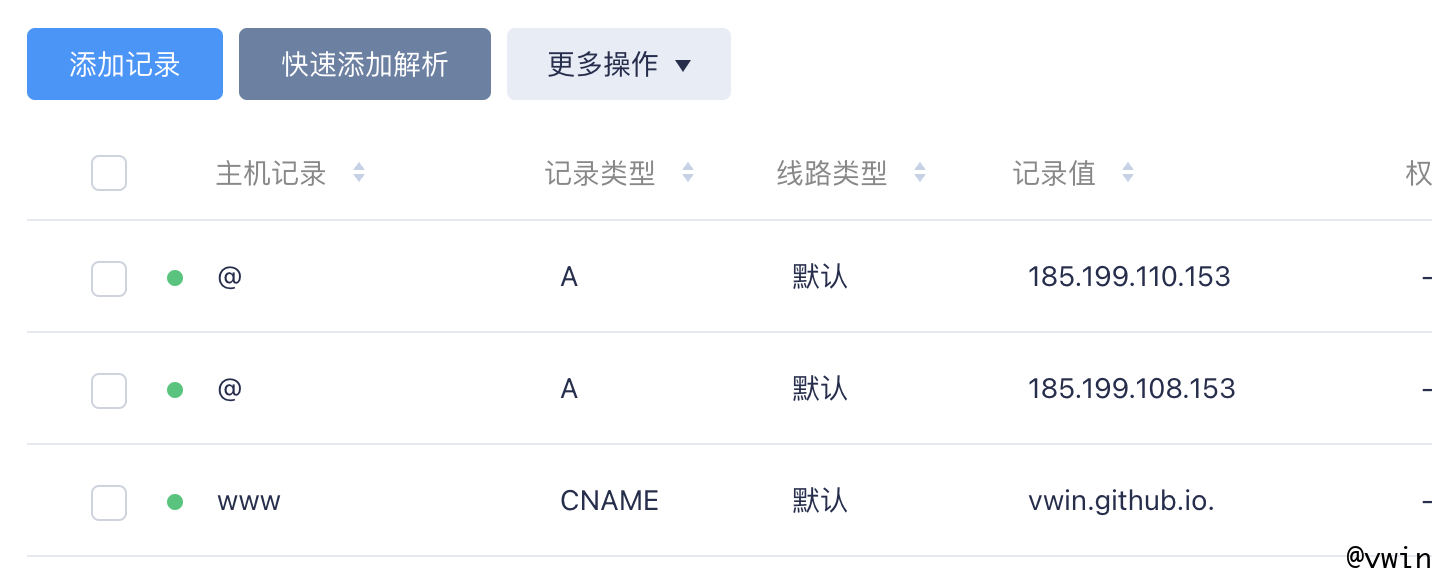 添加记录 快速添加解析 更多操作
主机记录 记录类型 线路类型 记录值 权
@ A 默认 185.199.110.153 -
@ A 默认 185.199.108.153 -
www CNAME 默认 vwin.github.io. -
@vwin